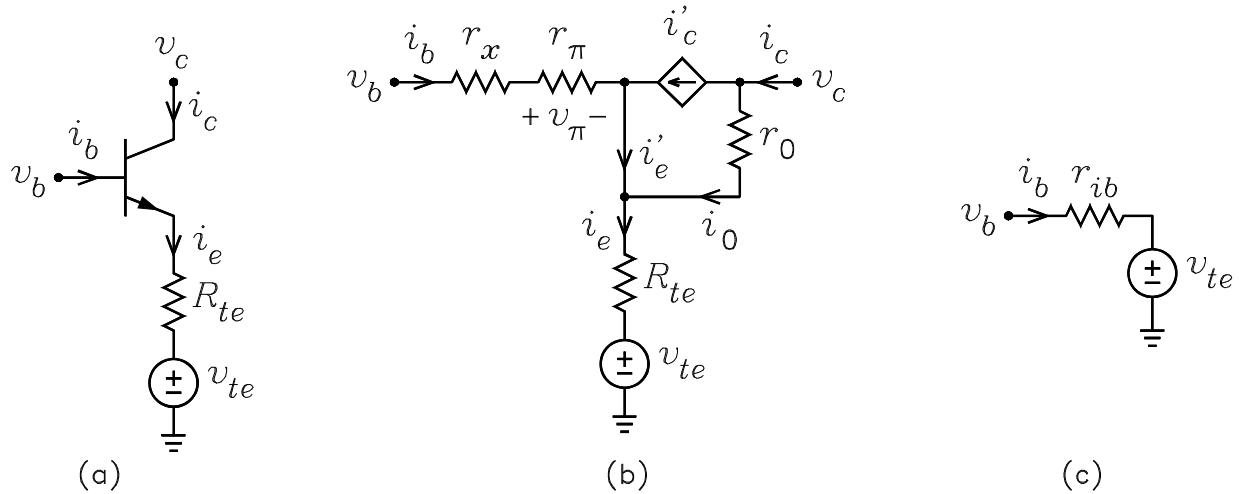 v_c
i_c
i_b
v_b
i_e
R_te
+
−
v_te
(a)
i_b r_x r_π i'_c i_c
v_b v_c
+ v_π −
i'_e r_0
i_e i_0
R_te
+
−
v_te
(b)
i_b r_ib
v_b
+
−
v_te
(c)